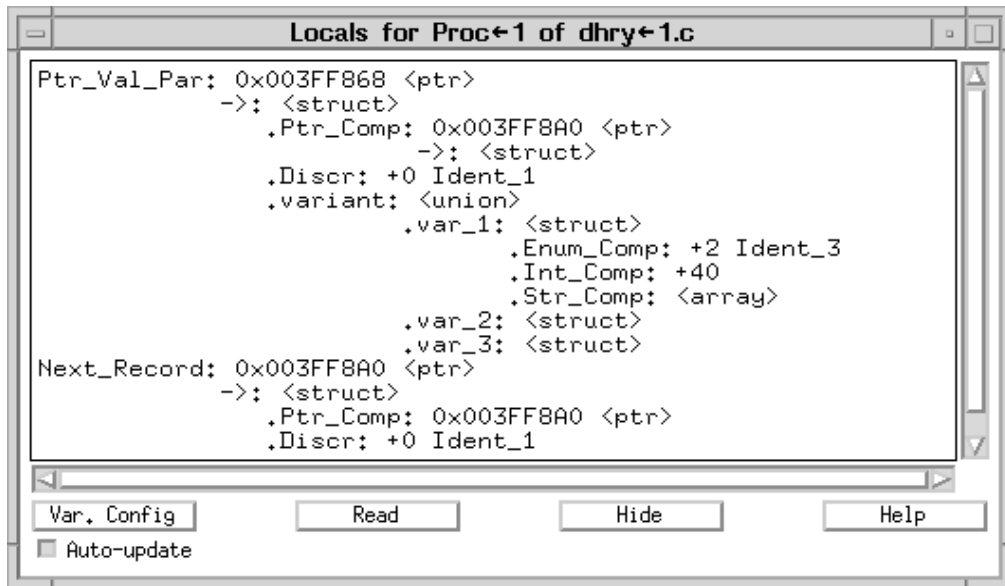 Locals for Proc←1 of dhry←1.c
Ptr_Val_Par: 0x003FF868 <ptr>
->: <struct>
.Ptr_Comp: 0x003FF8A0 <ptr>
->: <struct>
.Discr: +0 Ident_1
.variant: <union>
.var_1: <struct>
.Enum_Comp: +2 Ident_3
.Int_Comp: +40
.Str_Comp: <array>
.var_2: <struct>
.var_3: <struct>
Next_Record: 0x003FF8A0 <ptr>
->: <struct>
.Ptr_Comp: 0x003FF8A0 <ptr>
.Discr: +0 Ident_1
Var. Config Read Hide Help
Auto-update